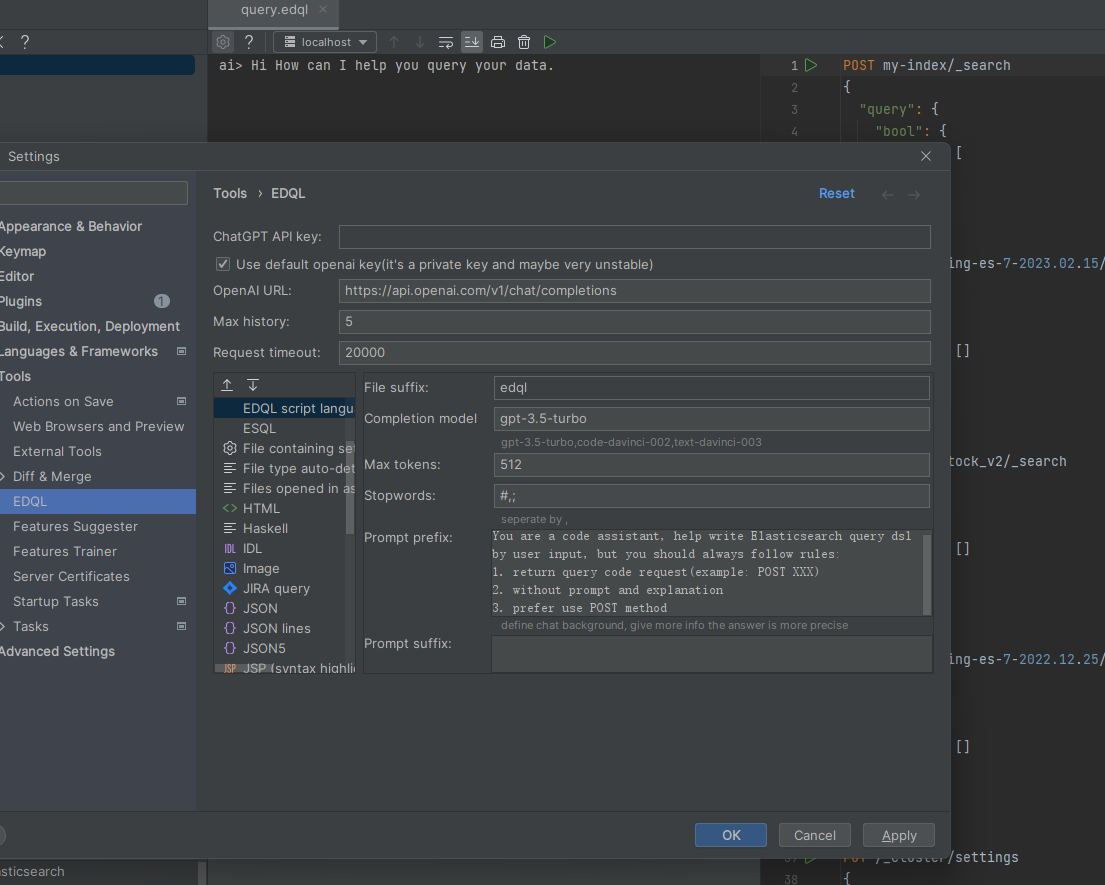 query.edql
?
?
localhost
ai> Hi How can I help you query your data.
1 POST my-index/_search
2 {
3 "query": {
4 "bool": {
[
ing-es-7-2023.02.15/
[]
tock_v2/_search
[]
ing-es-7-2022.12.25/
[]
/_cluster/settings
38 {
Settings
Appearance & Behavior
Keymap
Editor
Plugins 1
Build, Execution, Deployment
Languages & Frameworks
Tools
Actions on Save
Web Browsers and Preview
External Tools
Diff & Merge
EDQL
Features Suggester
Features Trainer
Server Certificates
Startup Tasks
Tasks
Advanced Settings
Tools › EDQL
Reset
ChatGPT API key:
Use default openai key(it's a private key and maybe very unstable)
OpenAI URL: https://api.openai.com/v1/chat/completions
Max history: 5
Request timeout: 20000
EDQL script langu
ESQL
File containing se
File type auto-det
Files opened in as
<> HTML
Haskell
IDL IDL
Image
JIRA query
{} JSON
{} JSON lines
{} JSON5
JSP JSP (syntax highli
File suffix: edql
Completion model gpt-3.5-turbo
gpt-3.5-turbo,code-davinci-002,text-davinci-003
Max tokens: 512
Stopwords: #,;
seperate by ,
Prompt prefix: You are a code assistant, help write Elasticsearch query dsl
by user input, but you should always follow rules:
1. return query code request(example: POST XXX)
2. without prompt and explanation
3. prefer use POST method
define chat background, give more info the answer is more precise
Prompt suffix:
OK
Cancel
Apply
asticsearch